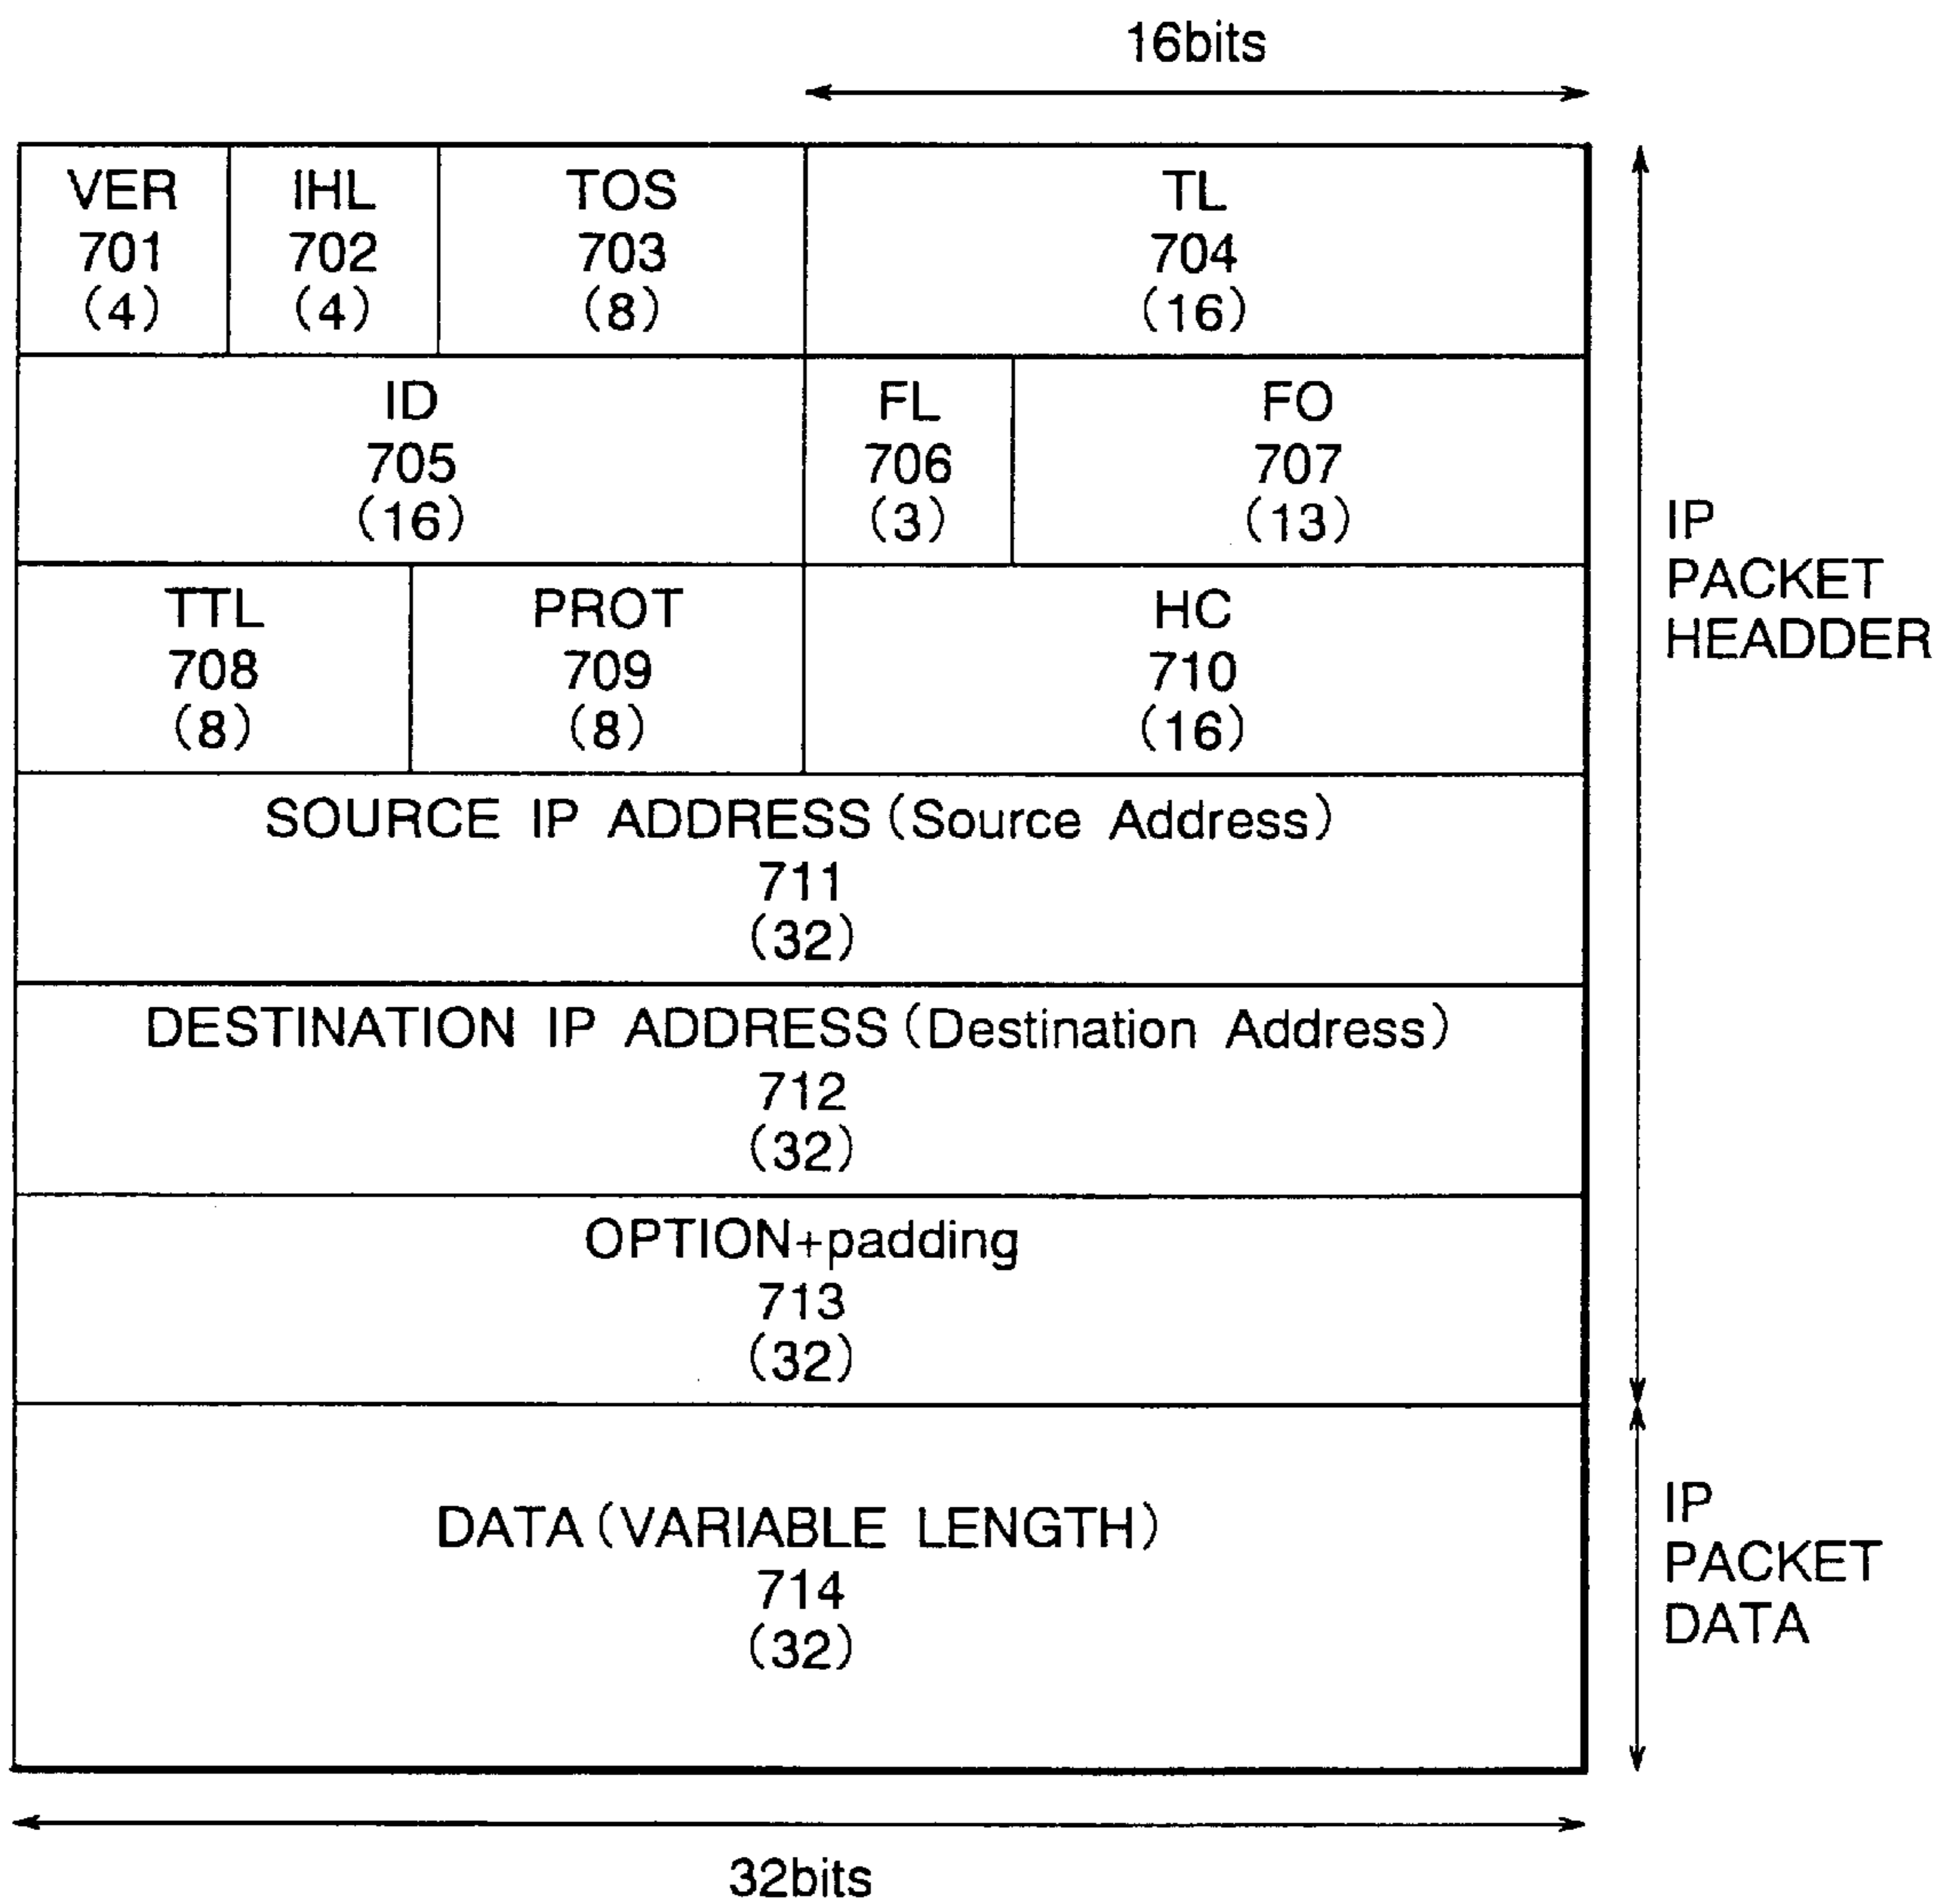 16bits
VER
701
(4)
IHL
702
(4)
TOS
703
(8)
TL
704
(16)
ID
705
(16)
FL
706
(3)
FO
707
(13)
TTL
708
(8)
PROT
709
(8)
HC
710
(16)
SOURCE IP ADDRESS (Source Address)
711
(32)
DESTINATION IP ADDRESS (Destination Address)
712
(32)
OPTION+padding
713
(32)
IP
PACKET
HEADDER
DATA (VARIABLE LENGTH)
714
(32)
IP
PACKET
DATA
32bits